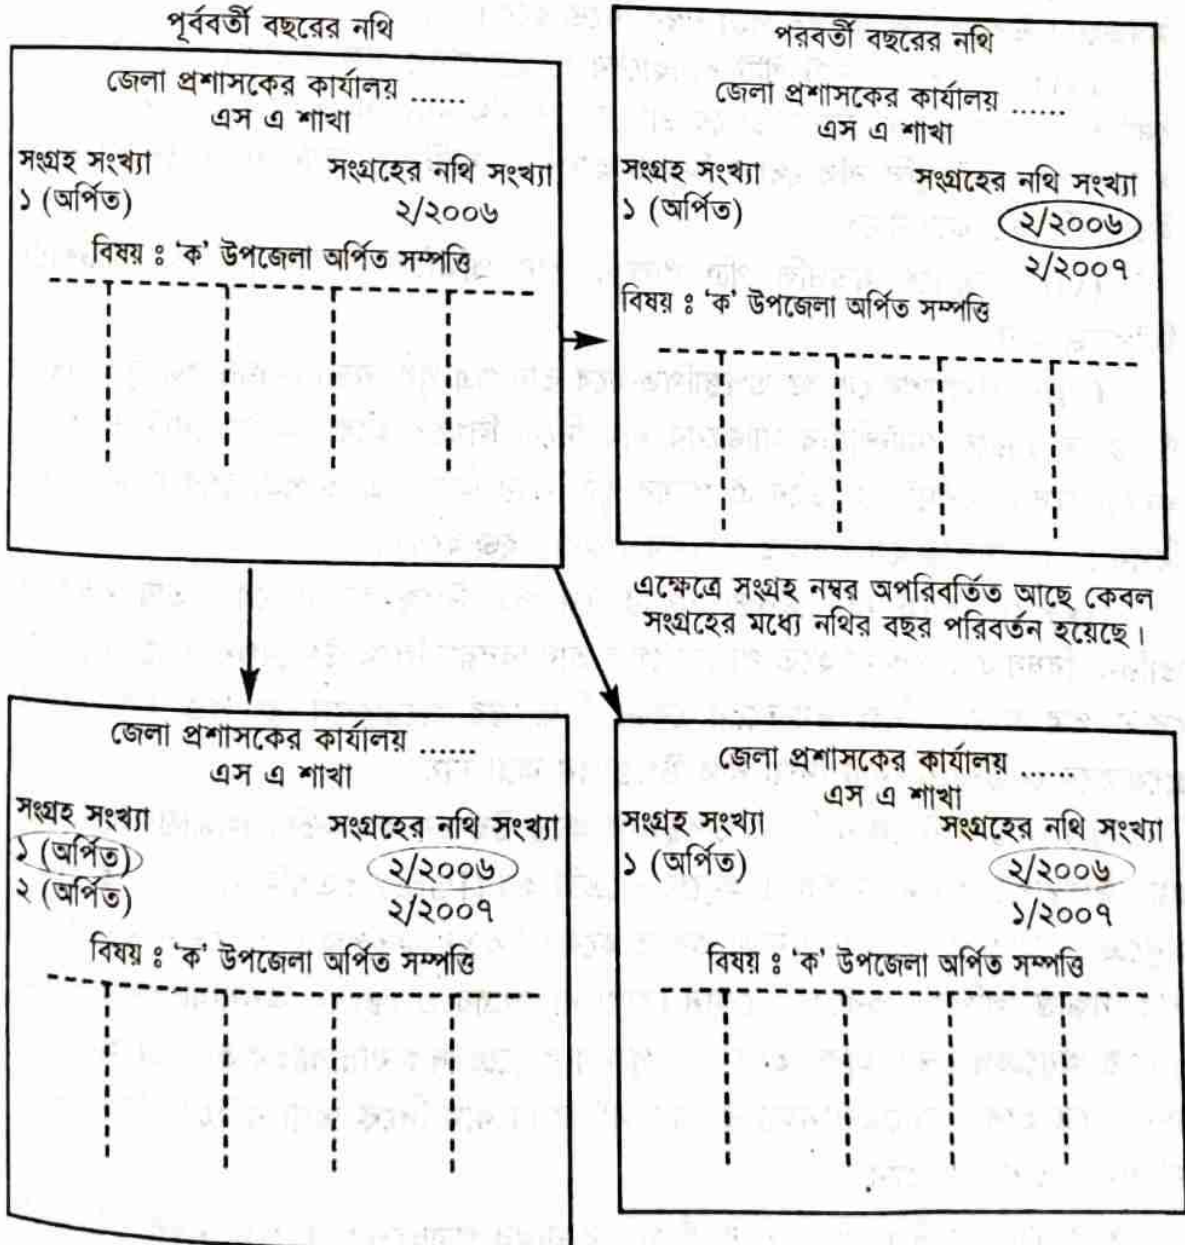 পূর্ববর্তী বছরের নথি
জেলা প্রশাসকের কার্যালয় ......
এস এ শাখা
সংগ্রহ সংখ্যা সংগ্রহের নথি সংখ্যা
১ (অর্পিত) ২/২০০৬
বিষয় ঃ ‘ক’ উপজেলা অর্পিত সম্পত্তি
পরবর্তী বছরের নথি
জেলা প্রশাসকের কার্যালয় ......
এস এ শাখা
সংগ্রহ সংখ্যা সংগ্রহের নথি সংখ্যা
১ (অর্পিত) ২/২০০৬
২/২০০৭
বিষয় ঃ ‘ক’ উপজেলা অর্পিত সম্পত্তি
এক্ষেত্রে সংগ্রহ নম্বর অপরিবর্তিত আছে কেবল
সংগ্রহের মধ্যে নথির বছর পরিবর্তন হয়েছে।
জেলা প্রশাসকের কার্যালয় ......
এস এ শাখা
সংগ্রহ সংখ্যা সংগ্রহের নথি সংখ্যা
১ (অর্পিত) ২/২০০৬
২ (অর্পিত) ২/২০০৭
বিষয় ঃ ‘ক’ উপজেলা অর্পিত সম্পত্তি
জেলা প্রশাসকের কার্যালয় ......
এস এ শাখা
সংগ্রহ সংখ্যা সংগ্রহের নথি সংখ্যা
১ (অর্পিত) ২/২০০৬
১/২০০৭
বিষয় ঃ ‘ক’ উপজেলা অর্পিত সম্পত্তি